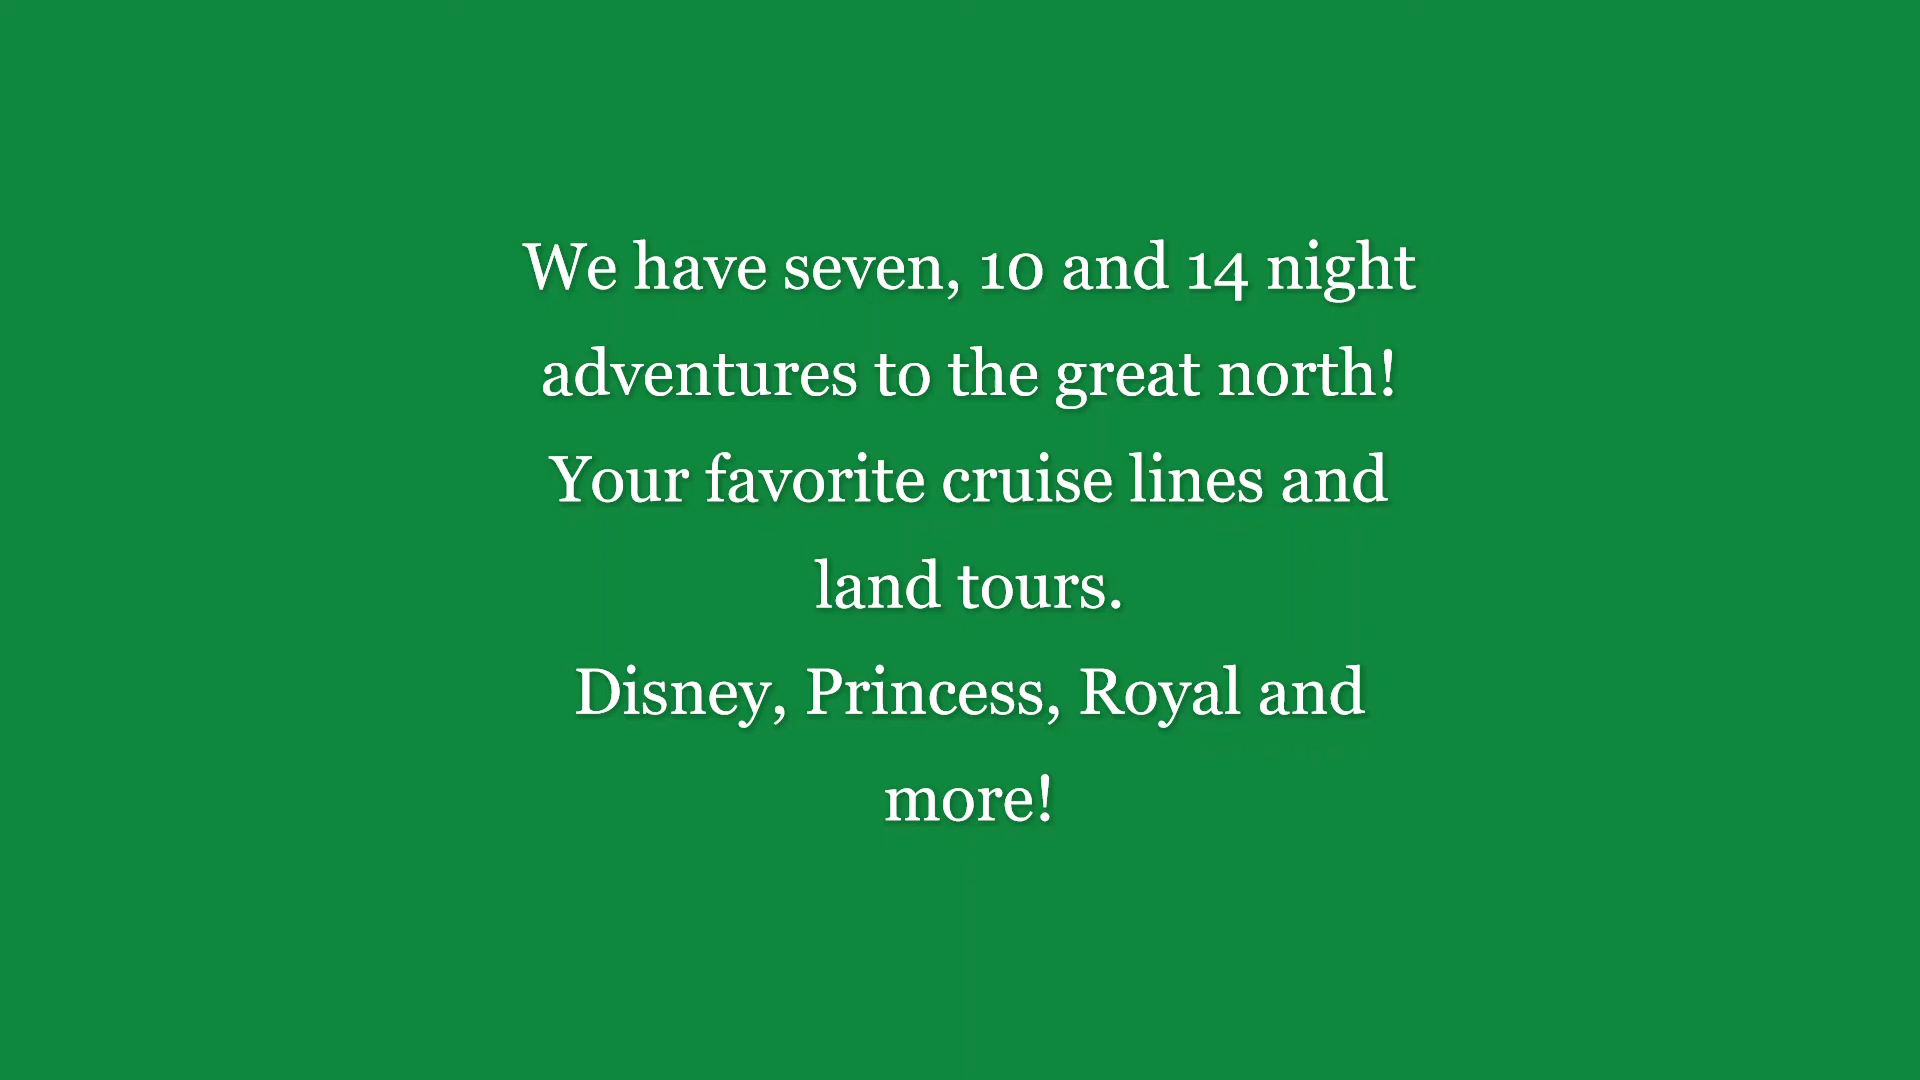 We have seven, 10 and 14 night
adventures to the great north!
Your favorite cruise lines and
land tours.
Disney, Princess, Royal and
more!